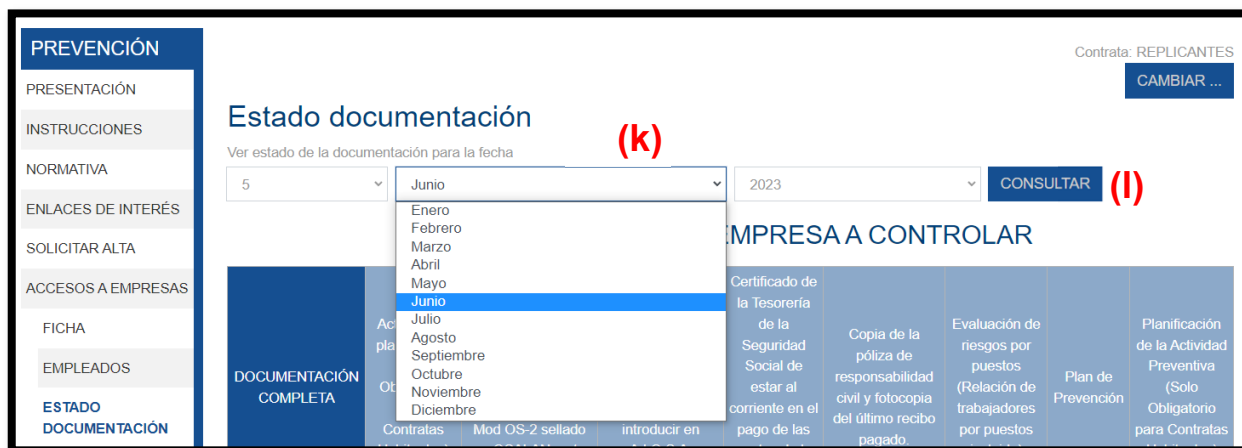 PREVENCIÓN
PRESENTACIÓN
INSTRUCCIONES
NORMATIVA
ENLACES DE INTERÉS
SOLICITAR ALTA
ACCESOS A EMPRESAS
FICHA
EMPLEADOS
ESTADO
DOCUMENTACIÓN
Contrata: REPLICANTES
CAMBIAR ...
Estado documentación
(k)
Ver estado de la documentación para la fecha
5 Junio 2023 CONSULTAR (l)
Enero
Febrero
Marzo
Abril
Mayo
Junio
Julio
Agosto
Septiembre
Octubre
Noviembre
Diciembre
EMPRESA A CONTROLAR
DOCUMENTACIÓN
COMPLETA
Contratas
Mod OS-2 sellado
introducir en
Certificado de
la Tesorería
de la
Seguridad
Social de
estar al
corriente en el
pago de las
Copia de la
póliza de
responsabilidad
civil y fotocopia
del último recibo
pagado.
Evaluación de
riesgos por
puestos
(Relación de
trabajadores
por puestos
Plan de
Prevención
Planificación
de la Actividad
Preventiva
(Solo
Obligatorio
para Contratas